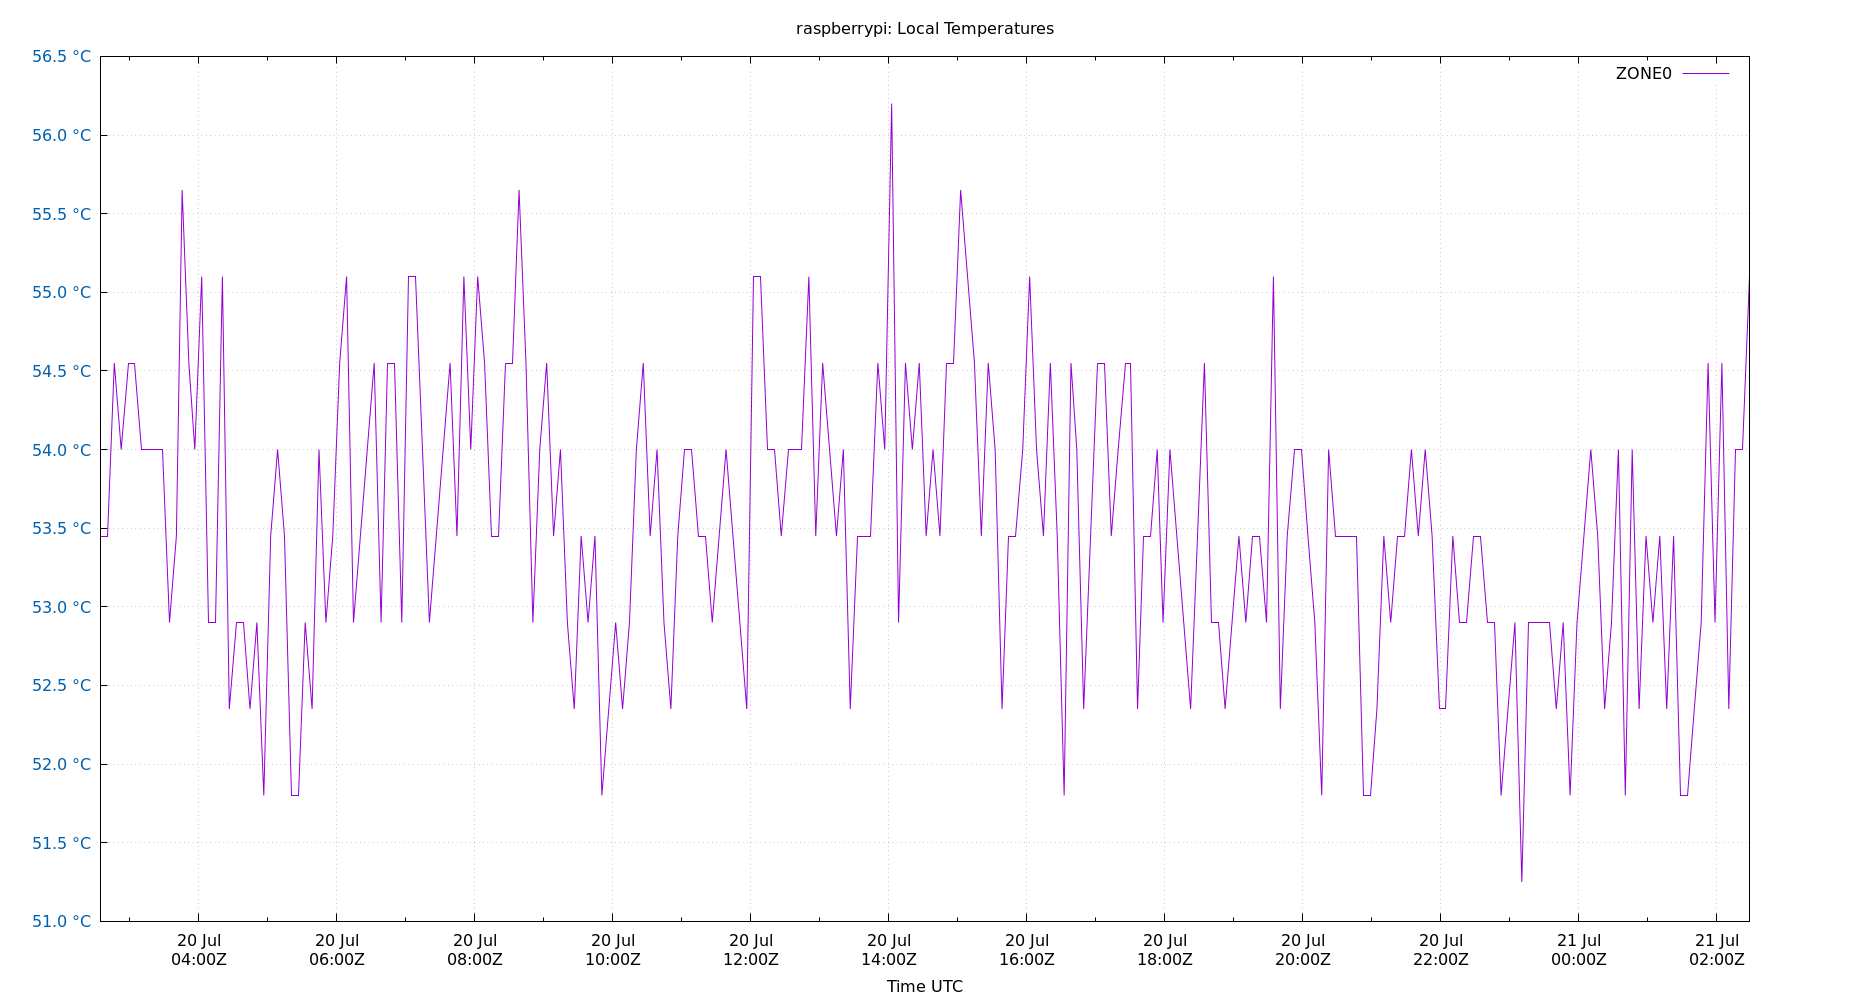 raspberrypi: Local Temperatures
56.5 °C
ZONE0
56.0 °C
55.5 °C
55.0 °C
54.5 °C
54.0 °C
53.5 °C
53.0 °C
52.5 °C
52.0 °C
51.5 °C
51.0 °C
20 Jul 20 Jul 20 Jul 20 Jul 20 Jul 20 Jul 20 Jul 20 Jul 20 Jul 20 Jul 21 Jul 21 Jul
04:00Z 06:00Z 08:00Z 10:00Z 12:00Z 14:00Z 16:00Z 18:00Z 20:00Z 22:00Z 00:00Z 02:00Z
Time UTC